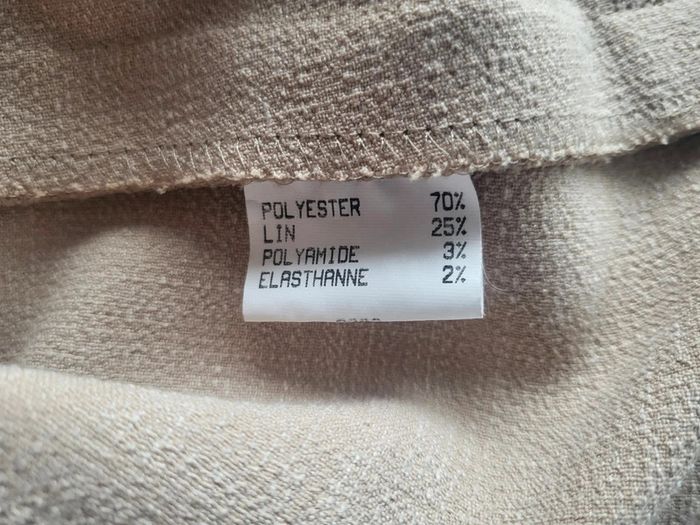 POLYESTER 70%
LIN 25%
POLYAMIDE 3%
ELASTHANNE 2%